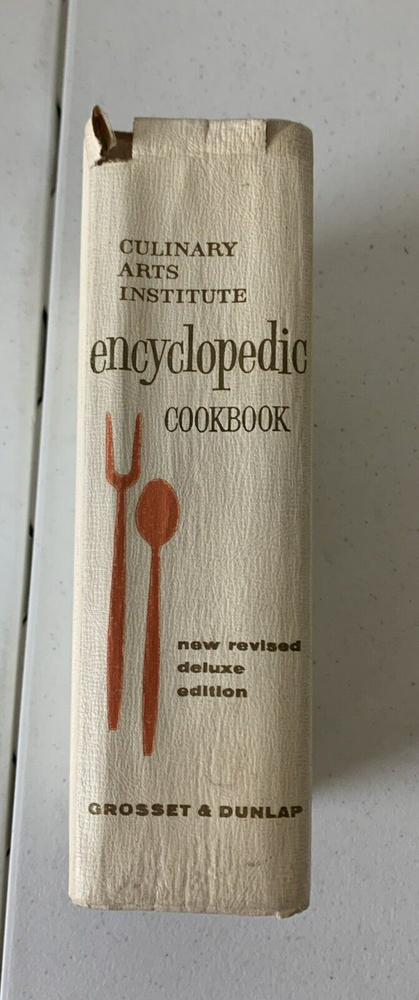 CULINARY
ARTS
INSTITUTE
encyclopedic
COOKBOOK
new revised
deluxe
edition
GROSSET & DUNLAP